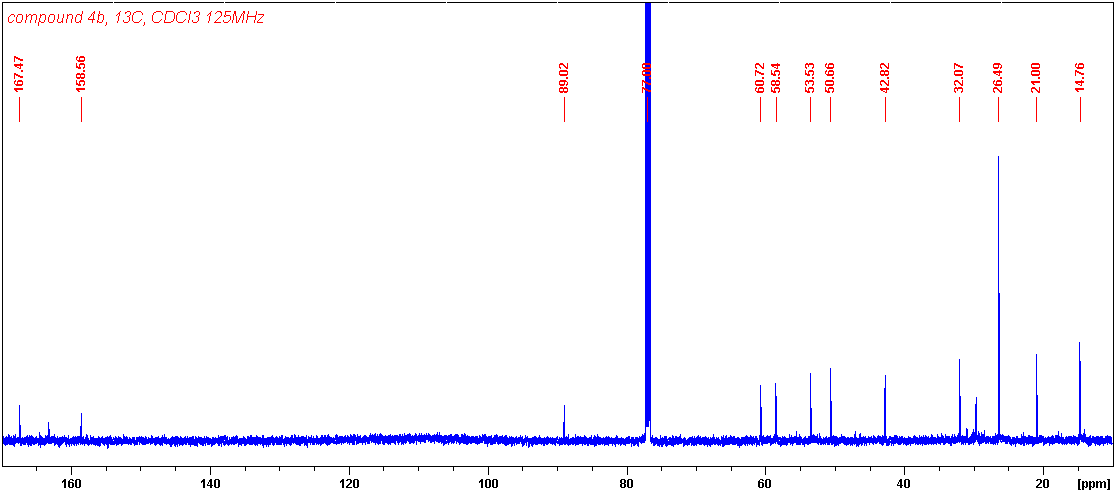 compound 4b, 13C, CDCl3 125MHz
167.47 158.56 89.02 77.00 60.72 58.54 53.53 50.66 42.82 32.07 26.49 21.00 14.76
160 140 120 100 80 60 40 20 [ppm]